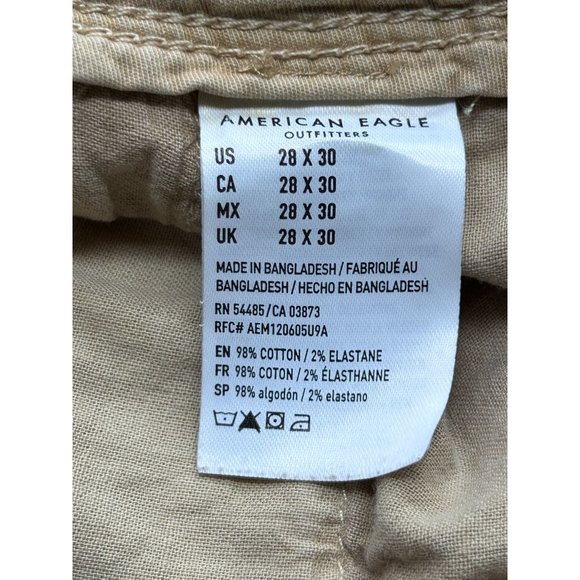 AMERICAN EAGLE
OUTFITTERS
US 28 X 30
CA 28 X 30
MX 28 X 30
UK 28 X 30
MADE IN BANGLADESH / FABRIQUÉ AU
BANGLADESH / HECHO EN BANGLADESH
RN 54485/CA 03873
RFC# AEM120605U9A
EN 98% COTTON / 2% ELASTANE
FR 98% COTON / 2% ÉLASTHANNE
SP 98% algodón / 2% elastano